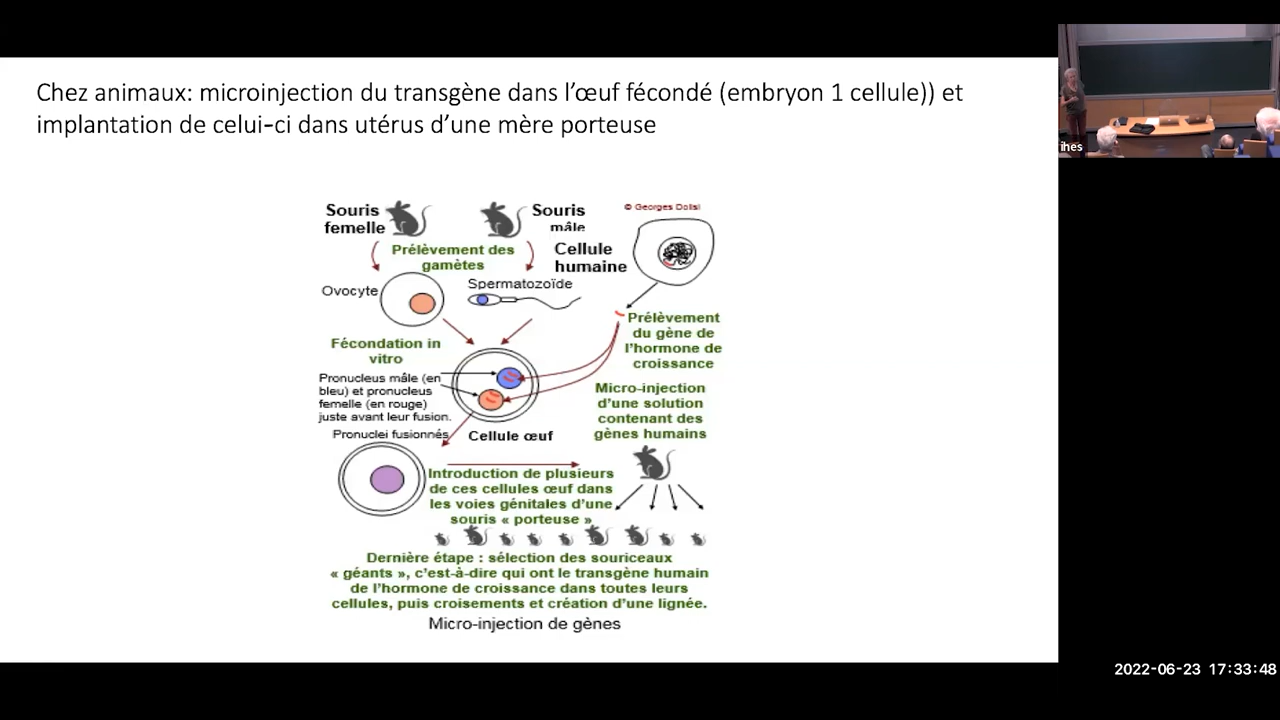 Chez animaux: microinjection du transgène dans l’œuf fécondé (embryon 1 cellule)) et
implantation de celui-ci dans utérus d’une mère porteuse
ihes
Souris
femelle
Souris
mâle
© Georges Dolisi
Prélèvement des
gamètes
Cellule
humaine
Ovocyte
Spermatozoïde
Prélèvement
du gène de
l’hormone de
croissance
Fécondation in
vitro
Pronucleus mâle (en
bleu) et pronucleus
femelle (en rouge)
juste avant leur fusion.
Micro-injection
d’une solution
contenant des
gènes humains
Pronuclei fusionnés
Cellule œuf
Introduction de plusieurs
de ces cellules œuf dans
les voies génitales d’une
souris « porteuse »
Dernière étape : sélection des souriceaux
« géants », c’est-à-dire qui ont le transgène humain
de l’hormone de croissance dans toutes leurs
cellules, puis croisements et création d’une lignée.
Micro-injection de gènes
2022-06-23 17:33:48